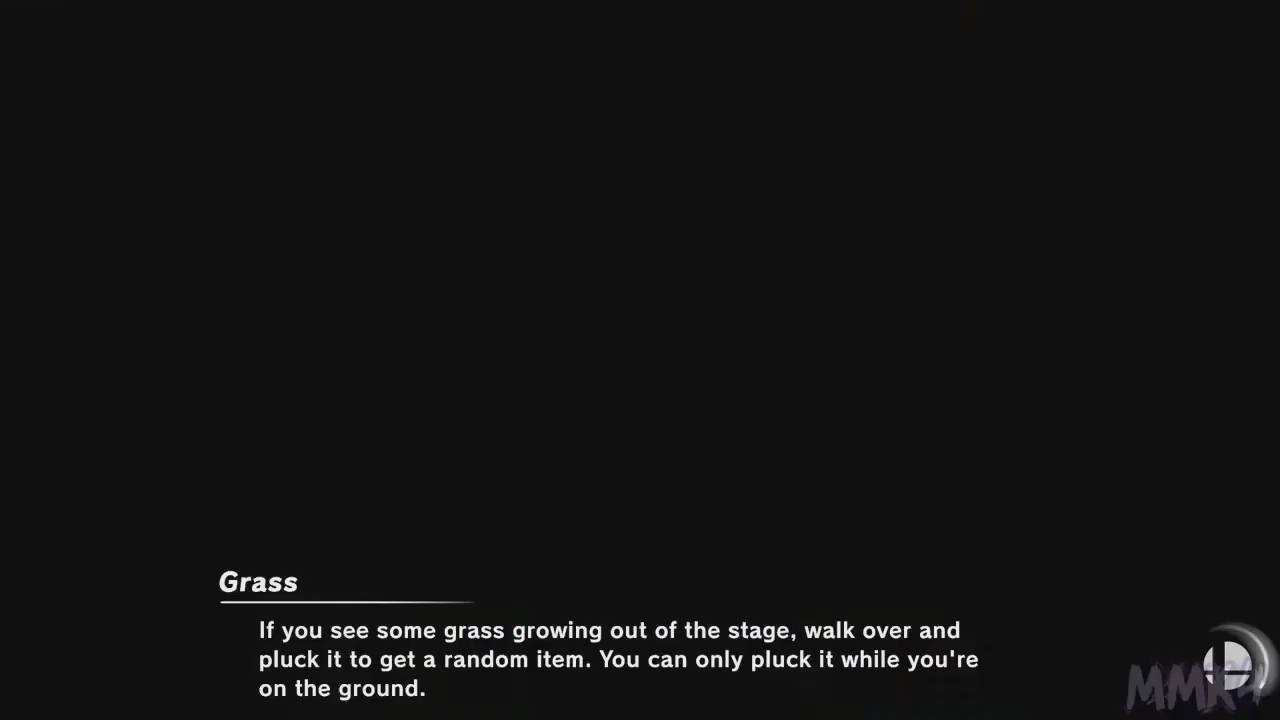 Grass
If you see some grass growing out of the stage, walk over and
pluck it to get a random item. You can only pluck it while you're
on the ground.